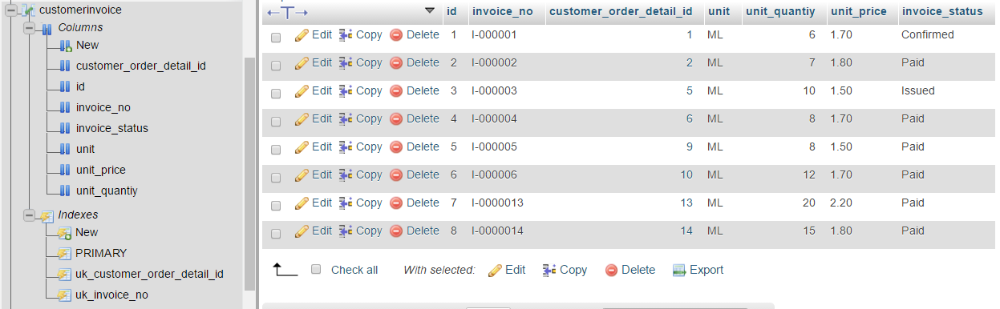 customerinvoice
Columns
New
customer_order_detail_id
id
invoice_no
invoice_status
unit
unit_price
unit_quantiy
Indexes
New
PRIMARY
uk_customer_order_detail_id
uk_invoice_no
id invoice_no customer_order_detail_id unit unit_quantiy unit_price invoice_status
Edit Copy Delete 1 I-000001 1 ML 6 1.70 Confirmed
Edit Copy Delete 2 I-000002 2 ML 7 1.80 Paid
Edit Copy Delete 3 I-000003 5 ML 10 1.50 Issued
Edit Copy Delete 4 I-000004 6 ML 8 1.70 Paid
Edit Copy Delete 5 I-000005 9 ML 8 1.50 Paid
Edit Copy Delete 6 I-000006 10 ML 12 1.70 Paid
Edit Copy Delete 7 I-0000013 13 ML 20 2.20 Paid
Edit Copy Delete 8 I-0000014 14 ML 15 1.80 Paid
Check all With selected: Edit Copy Delete Export